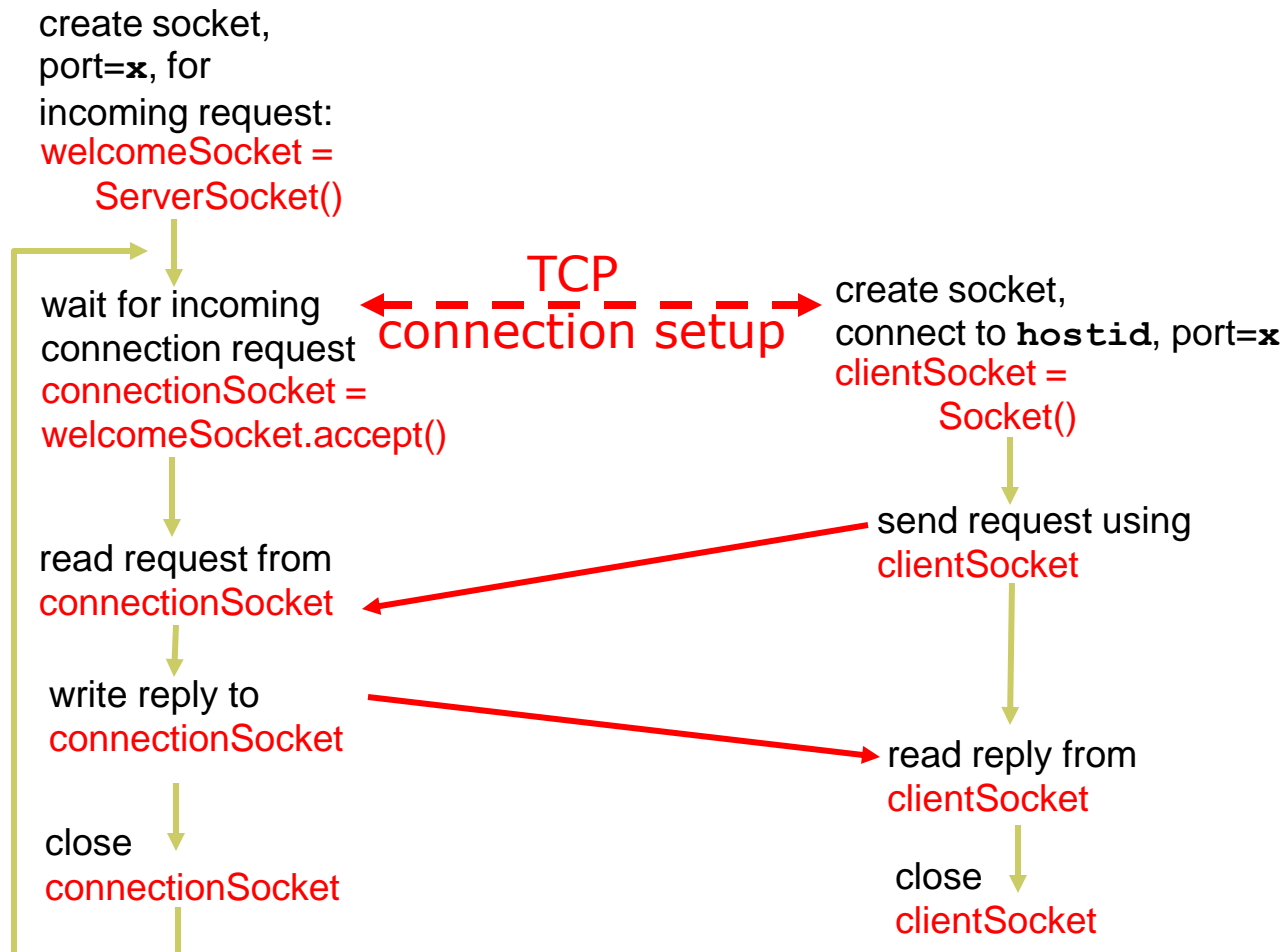 create socket,
port=x, for
incoming request:
welcomeSocket =
ServerSocket()
wait for incoming
connection request
connectionSocket =
welcomeSocket.accept()
TCP
connection setup
create socket,
connect to hostid, port=x
clientSocket =
Socket()
read request from
connectionSocket
send request using
clientSocket
write reply to
connectionSocket
read reply from
clientSocket
close
connectionSocket
close
clientSocket